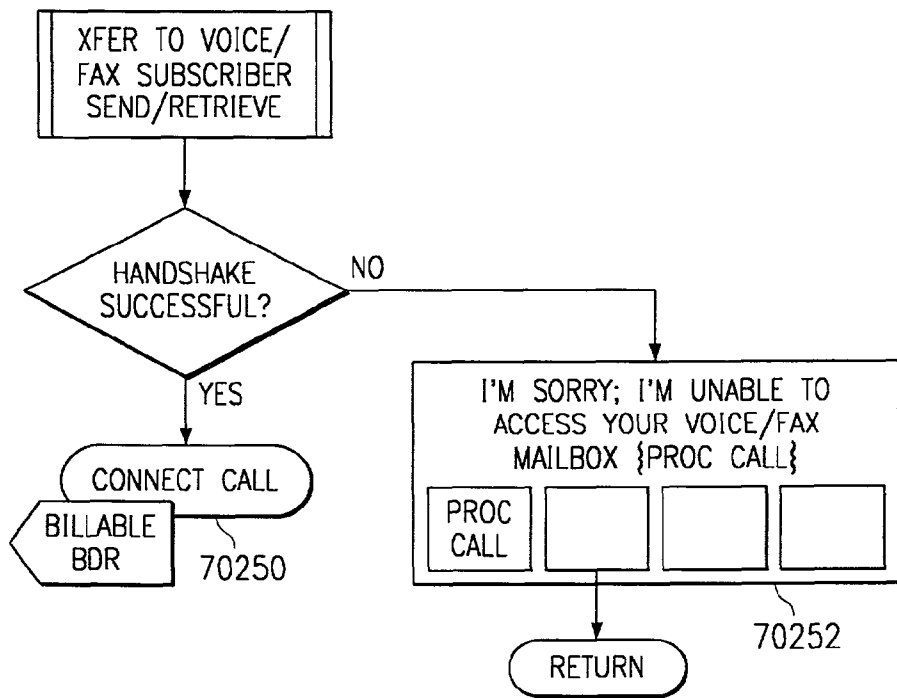 XFER TO VOICE/
FAX SUBSCRIBER
SEND/RETRIEVE
HANDSHAKE
SUCCESSFUL?
NO
YES
CONNECT CALL
BILLABLE
BDR
70250
I'M SORRY; I'M UNABLE TO
ACCESS YOUR VOICE/FAX
MAILBOX {PROC CALL{
PROC
CALL
70252
RETURN